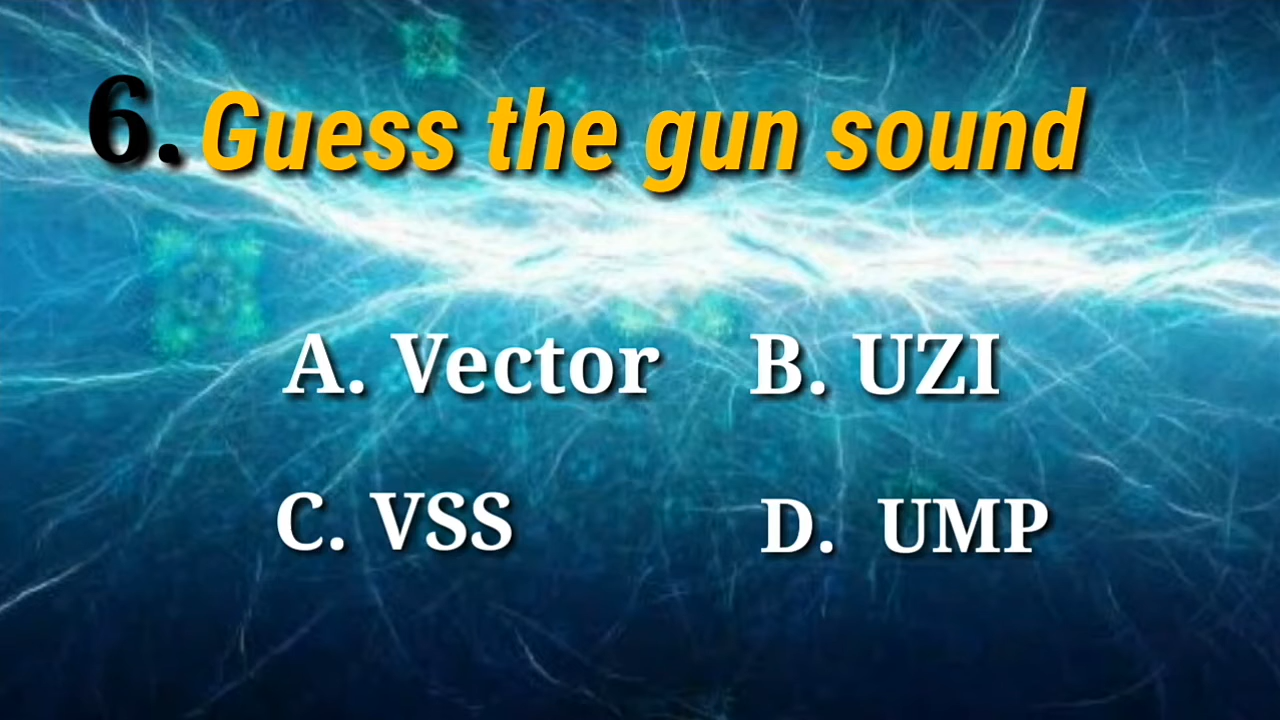 6. Guess the gun sound
A. Vector B. UZI
C. VSS D. UMP